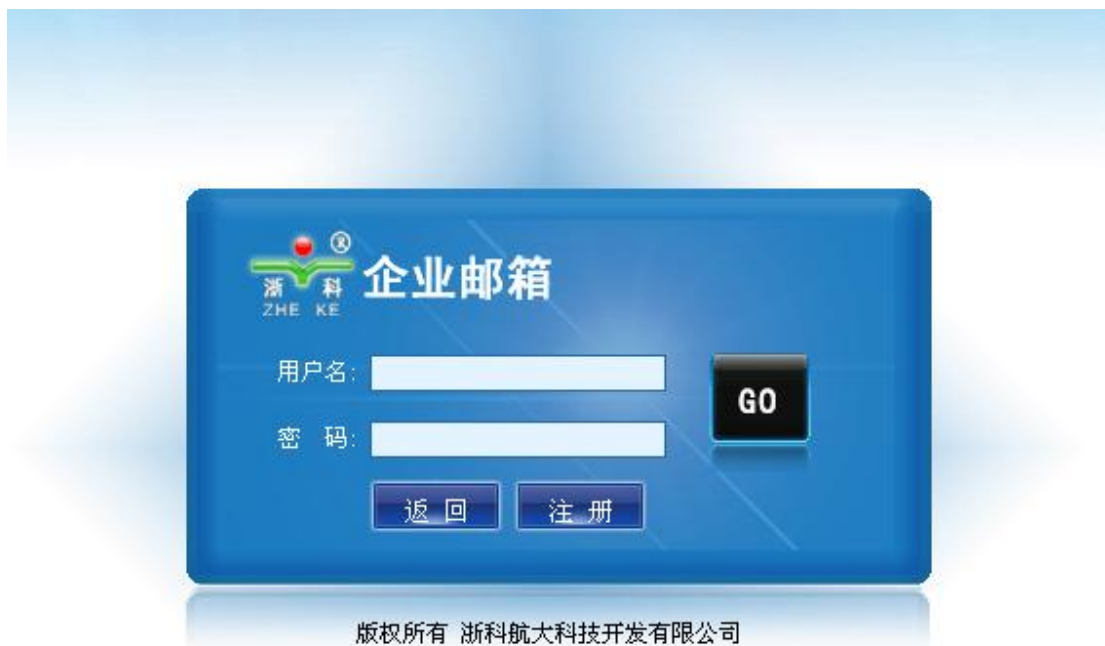 ®
浙 科
ZHE KE
企业邮箱
用户名:
GO
密 码:
返 回
注 册
版权所有 浙科航大科技开发有限公司